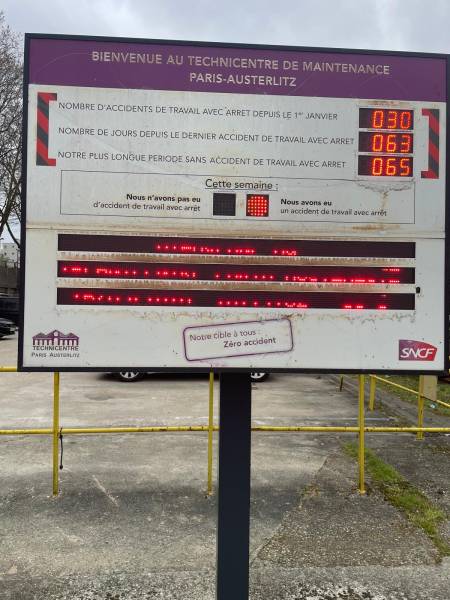 BIENVENUE AU TECHNICENTRE DE MAINTENANCE
PARIS-AUSTERLITZ
NOMBRE D'ACCIDENTS DE TRAVAIL AVEC ARRET DEPUIS LE 1er JANVIER 030
NOMBRE DE JOURS DEPUIS LE DERNIER ACCIDENT DE TRAVAIL AVEC ARRET 063
NOTRE PLUS LONGUE PERIODE SANS ACCIDENT DE TRAVAIL AVEC ARRET 065
Cette semaine :
Nous n'avons pas eu
d'accident de travail avec arrêt
Nous avons eu
un accident de travail avec arrêt
Notre cible à tous :
Zéro accident
TECHNICENTRE
PARIS AUSTERLITZ
SNCF